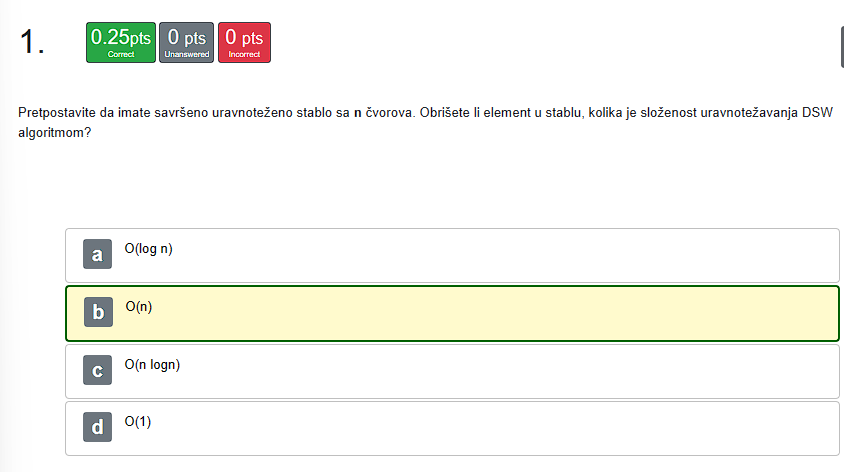 1.
0.25pts
Correct
0 pts
Unanswered
0 pts
Incorrect
Pretpostavite da imate savršeno uravnoteženo stablo sa n čvorova. Obrišete li element u stablu, kolika je složenost uravnotežavanja DSW
algoritmom?
a O(log n)
b O(n)
c O(n logn)
d O(1)